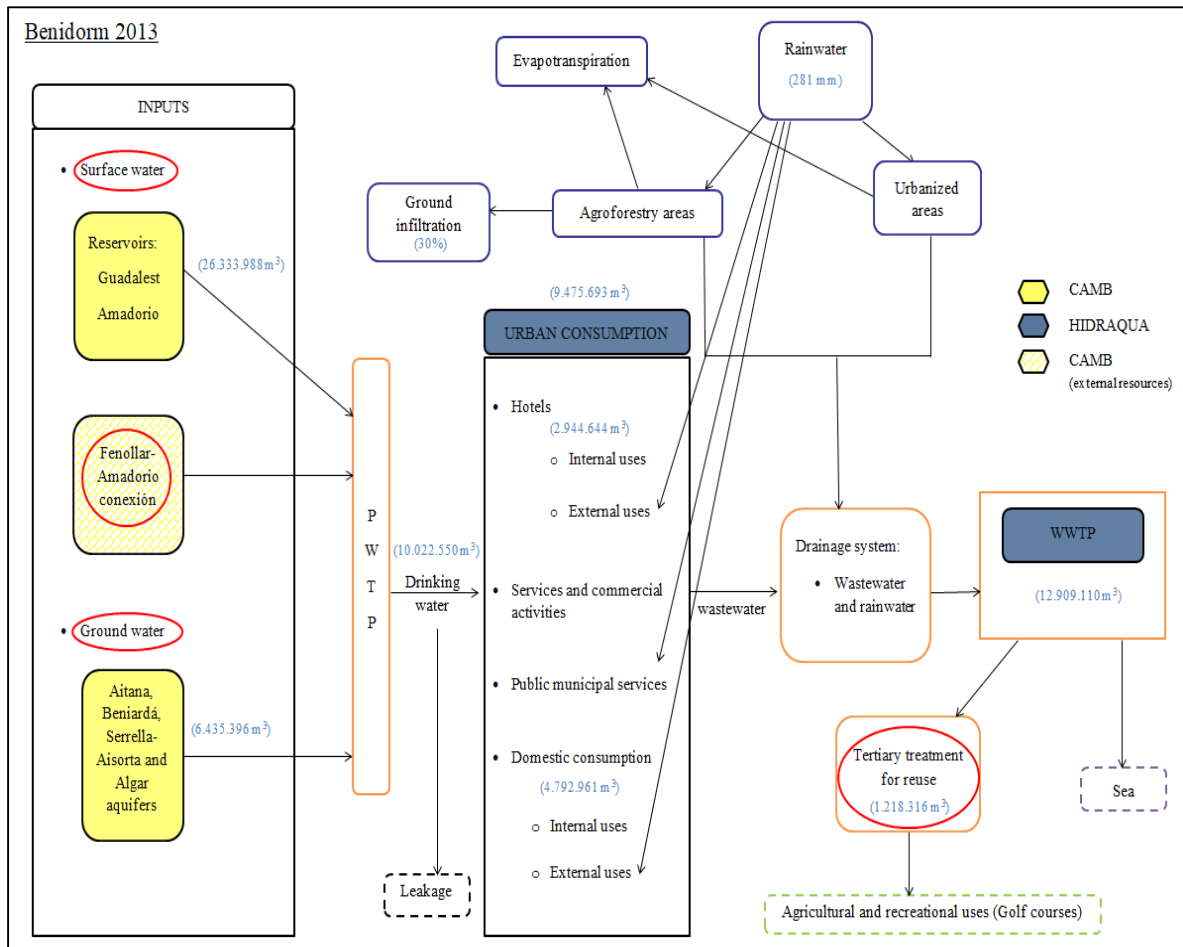 Benidorm 2013
INPUTS
• Surface water
Reservoirs:
Guadalest
Amadorio
(26.333.988 m³)
Fenollar-
Amadorio
conexión
• Ground water
Aitana,
Beniardá,
Serrella-
Aisorta and
Algar
aquifers
(6.435.396 m³)
P
W
T
P
(10.022.550 m³)
Drinking
water
Leakage
Evapotranspiration
Rainwater
(281 mm)
Ground
infiltration
(30%)
Agroforestry areas
Urbanized
areas
(9.475.693 m³)
URBAN CONSUMPTION
• Hotels
(2.944.644 m³)
o Internal uses
o External uses
• Services and commercial
activities
• Public municipal services
• Domestic consumption
(4.792.961 m³)
o Internal uses
o External uses
wastewater
CAMB
HIDRAQUA
CAMB
(external resources)
Drainage system:
• Wastewater
and rainwater
WWTP
(12.909.110 m³)
Tertiary treatment
for reuse
(1.218.316 m³)
Sea
Agricultural and recreational uses (Golf courses)